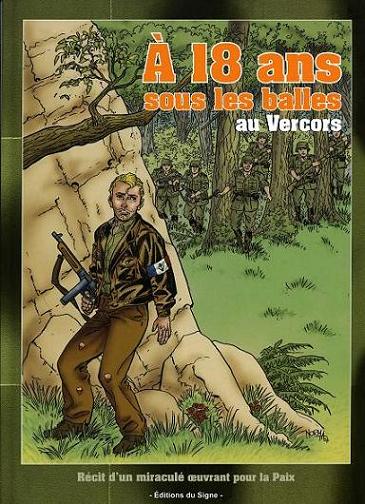 À 18 ans
sous les balles
au Vercors
Récit d'un miraculé œuvrant pour la Paix
- Éditions du Signe -